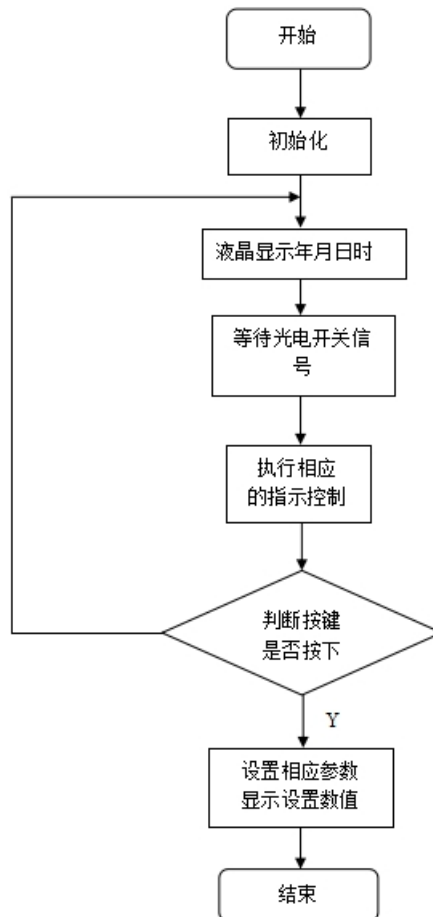 开始
初始化
液晶显示年月日时
等待光电开关信
号
执行相应
的指示控制
判断按键
是否按下
Y
设置相应参数
显示设置数值
结束